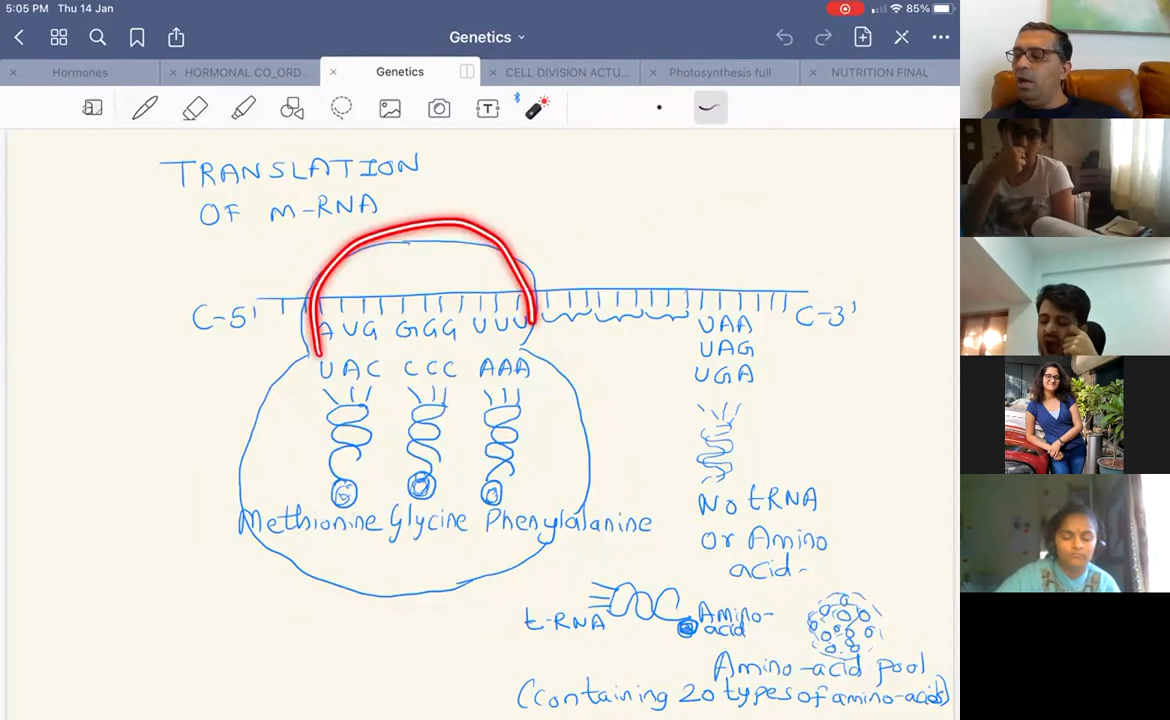 5:05 PM Thu 14 Jan
85%
Genetics
Hormones
HORMONAL CO_ORD...
Genetics
CELL DIVISION ACTU...
Photosynthesis full
NUTRITION FINAL
TRANSLATION
OF m-RNA
C-5'
C-3'
AUG GGG UUU
UAA
UAG
UGA
UAC CCC AAA
Methionine Glycine Phenylalanine
No tRNA
or Amino
acid-
t-RNA
Amino-
acid
Amino-acid pool
(containing 20 types of amino-acids)